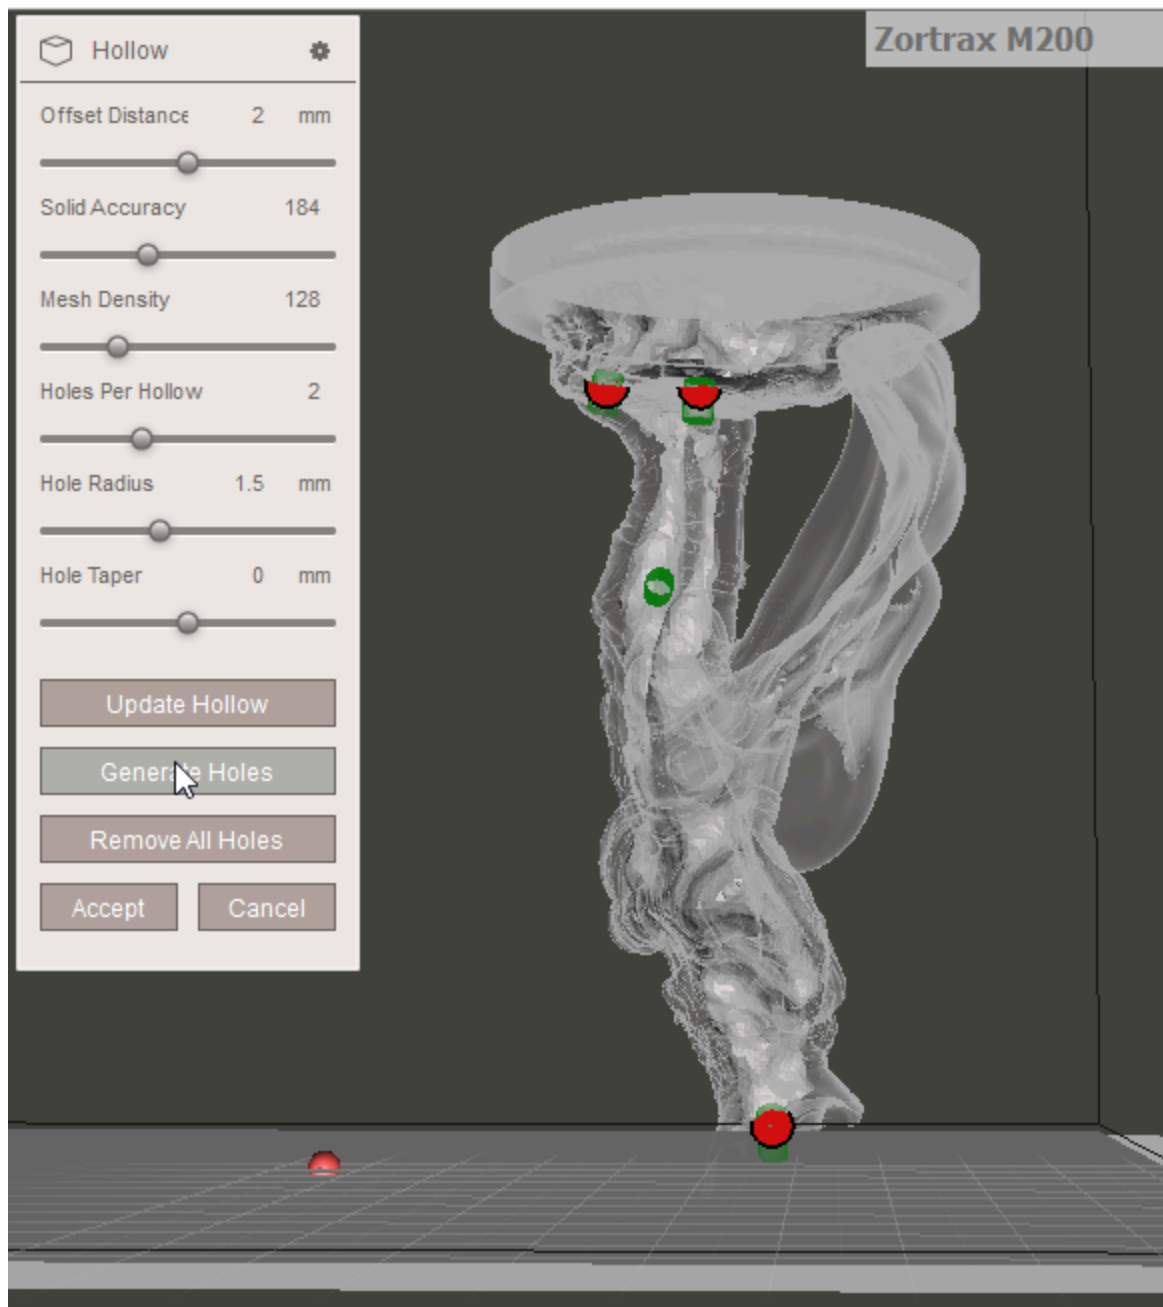 Hollow
Zortrax M200
Offset Distance 2 mm
Solid Accuracy 184
Mesh Density 128
Holes Per Hollow 2
Hole Radius 1.5 mm
Hole Taper 0 mm
Update Hollow
Generate Holes
Remove All Holes
Accept Cancel